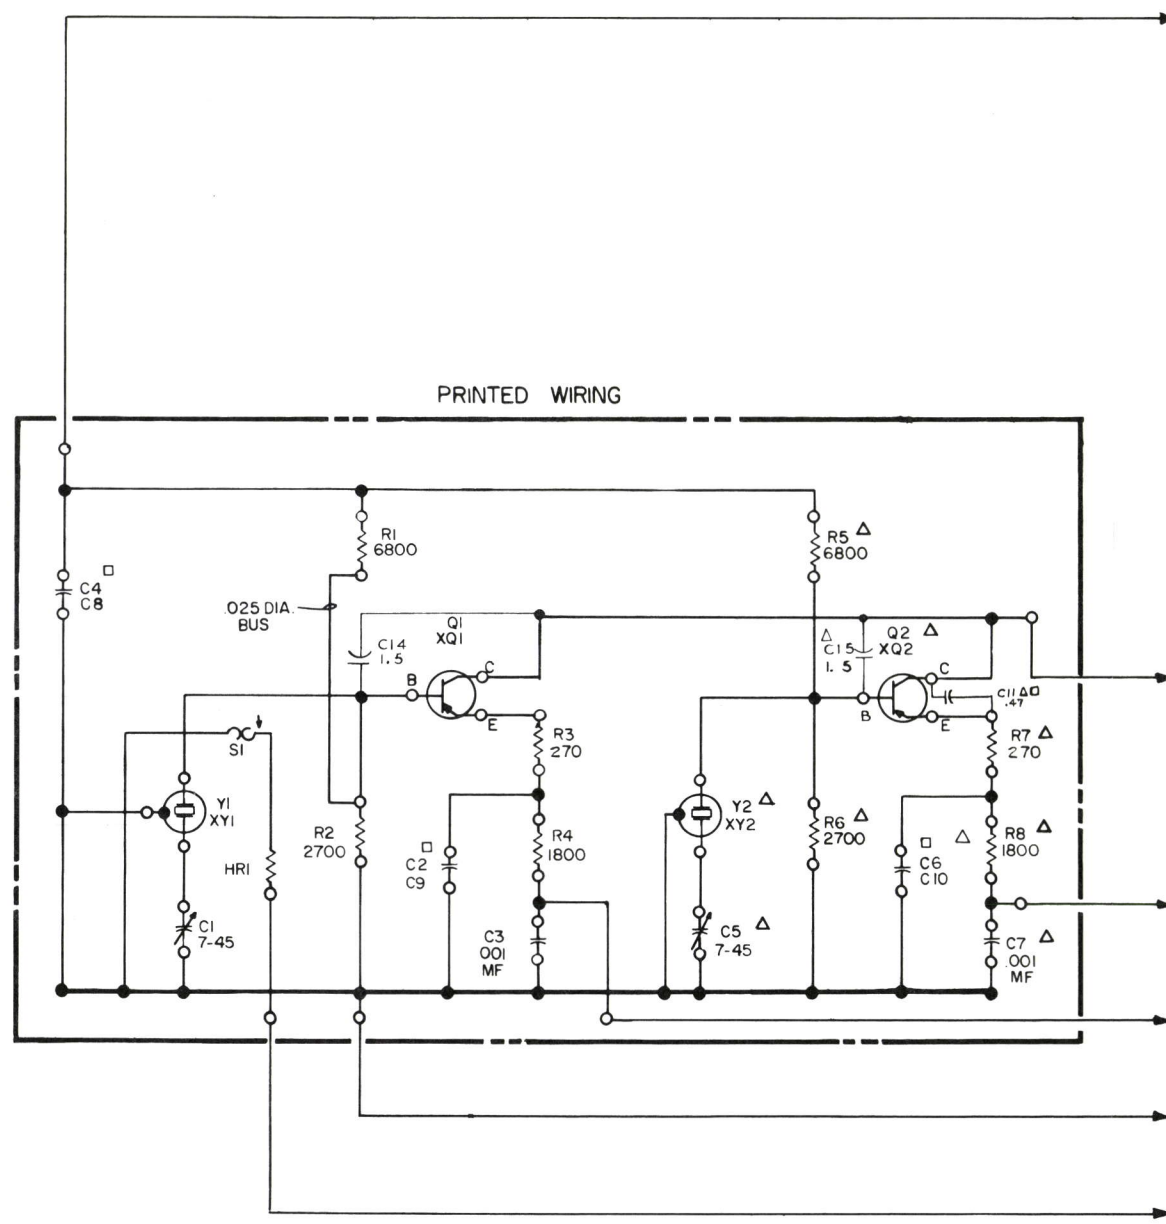 PRINTED WIRING
R1
6800
R5 △
6800
C4 □
C8
.025 DIA.
BUS
Q1
XQ1
C14
1.5
B
C
E
△
C15
1.5
Q2 △
XQ2
C
B
E
C11 △ □
.47
S1
R3
270
R7 △
270
Y1
XY1
R2
2700
HR1
□
C2
C9
R4
1800
Y2 △
XY2
R6 △
2700
□
C6
C10
△
R8 △
1800
C1
7-45
C3
001
MF
C5 △
7-45
C7 △
.001
MF